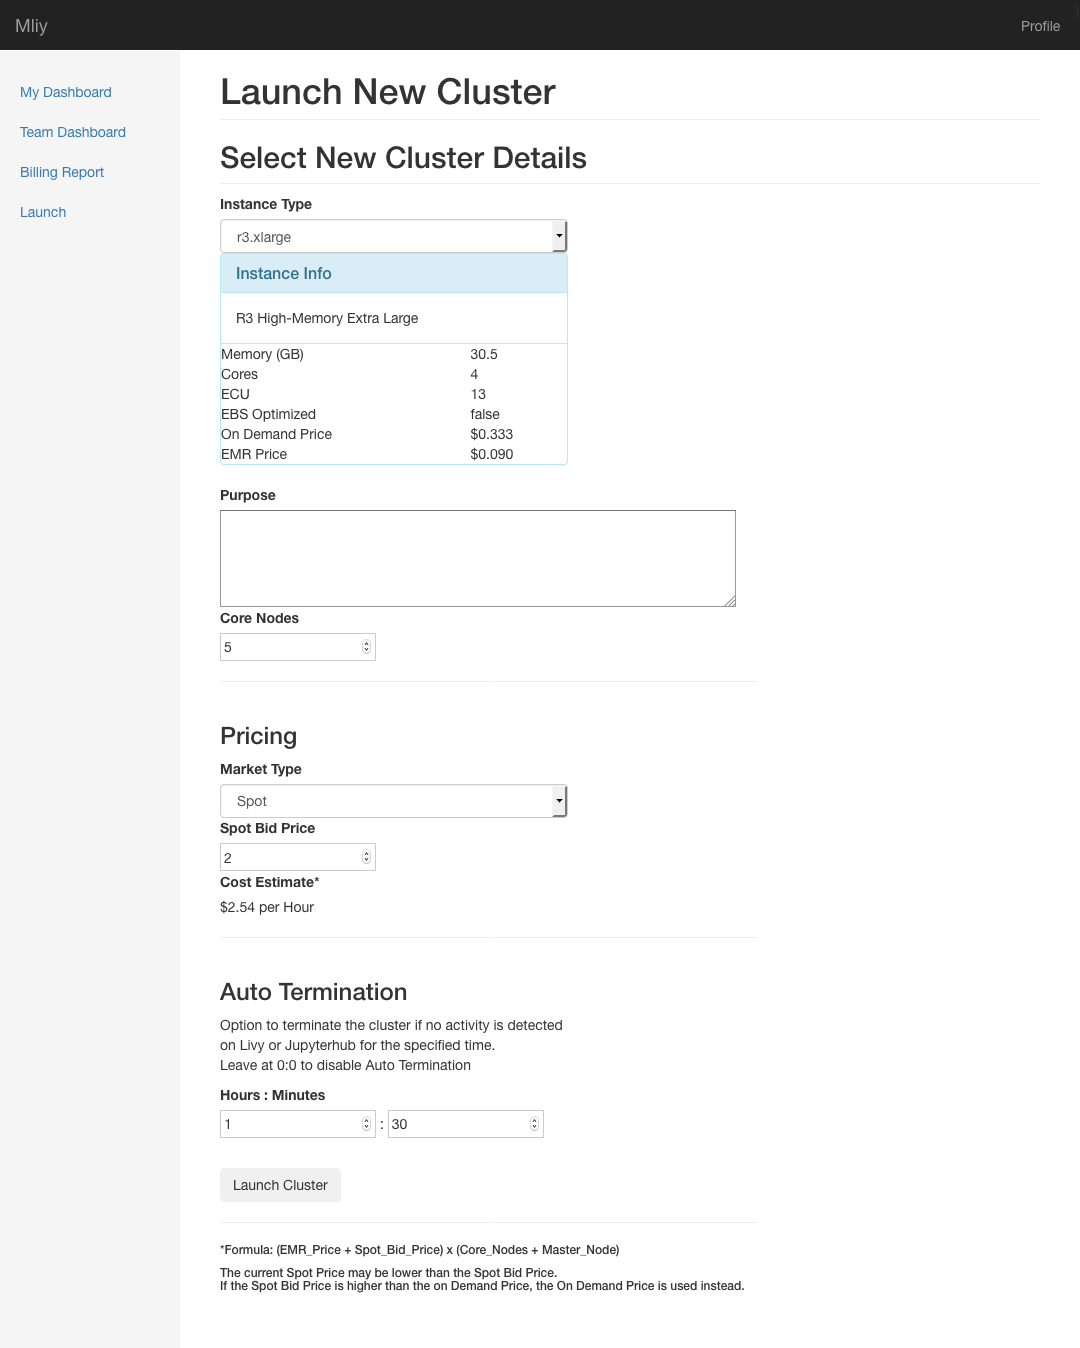 Mliy
Profile
My Dashboard
Team Dashboard
Billing Report
Launch
Launch New Cluster
Select New Cluster Details
Instance Type
r3.xlarge
Instance Info
R3 High-Memory Extra Large
Memory (GB) 30.5
Cores 4
ECU 13
EBS Optimized false
On Demand Price $0.333
EMR Price $0.090
Purpose
Core Nodes
5
Pricing
Market Type
Spot
Spot Bid Price
2
Cost Estimate*
$2.54 per Hour
Auto Termination
Option to terminate the cluster if no activity is detected
on Livy or Jupyterhub for the specified time.
Leave at 0:0 to disable Auto Termination
Hours : Minutes
1 : 30
Launch Cluster
*Formula: (EMR_Price + Spot_Bid_Price) x (Core_Nodes + Master_Node)
The current Spot Price may be lower than the Spot Bid Price.
If the Spot Bid Price is higher than the on Demand Price, the On Demand Price is used instead.